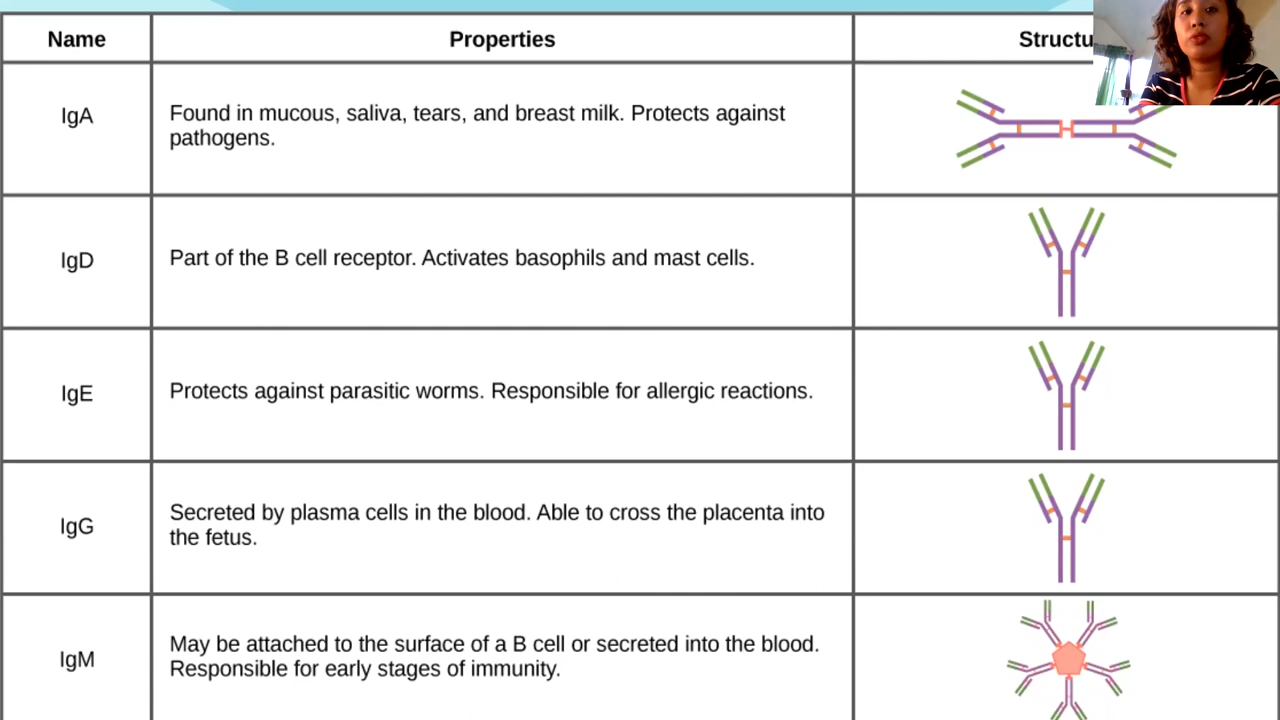 Name Properties Structu
IgA
Found in mucous, saliva, tears, and breast milk. Protects against
pathogens.
IgD
Part of the B cell receptor. Activates basophils and mast cells.
IgE
Protects against parasitic worms. Responsible for allergic reactions.
IgG
Secreted by plasma cells in the blood. Able to cross the placenta into
the fetus.
IgM
May be attached to the surface of a B cell or secreted into the blood.
Responsible for early stages of immunity.